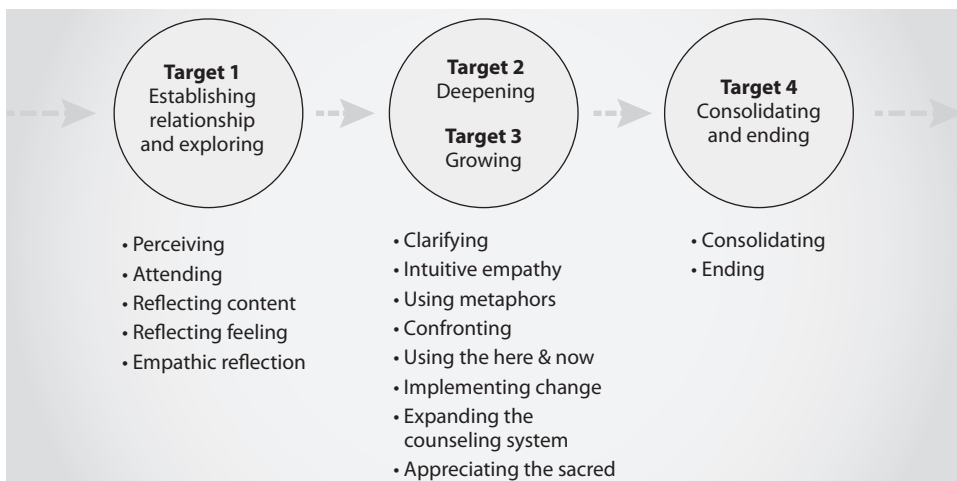 Target 1
Establishing
relationship
and exploring
• Perceiving
• Attending
• Reflecting content
• Reflecting feeling
• Empathic reflection
Target 2
Deepening
Target 3
Growing
• Clarifying
• Intuitive empathy
• Using metaphors
• Confronting
• Using the here & now
• Implementing change
• Expanding the
counseling system
• Appreciating the sacred
Target 4
Consolidating
and ending
• Consolidating
• Ending